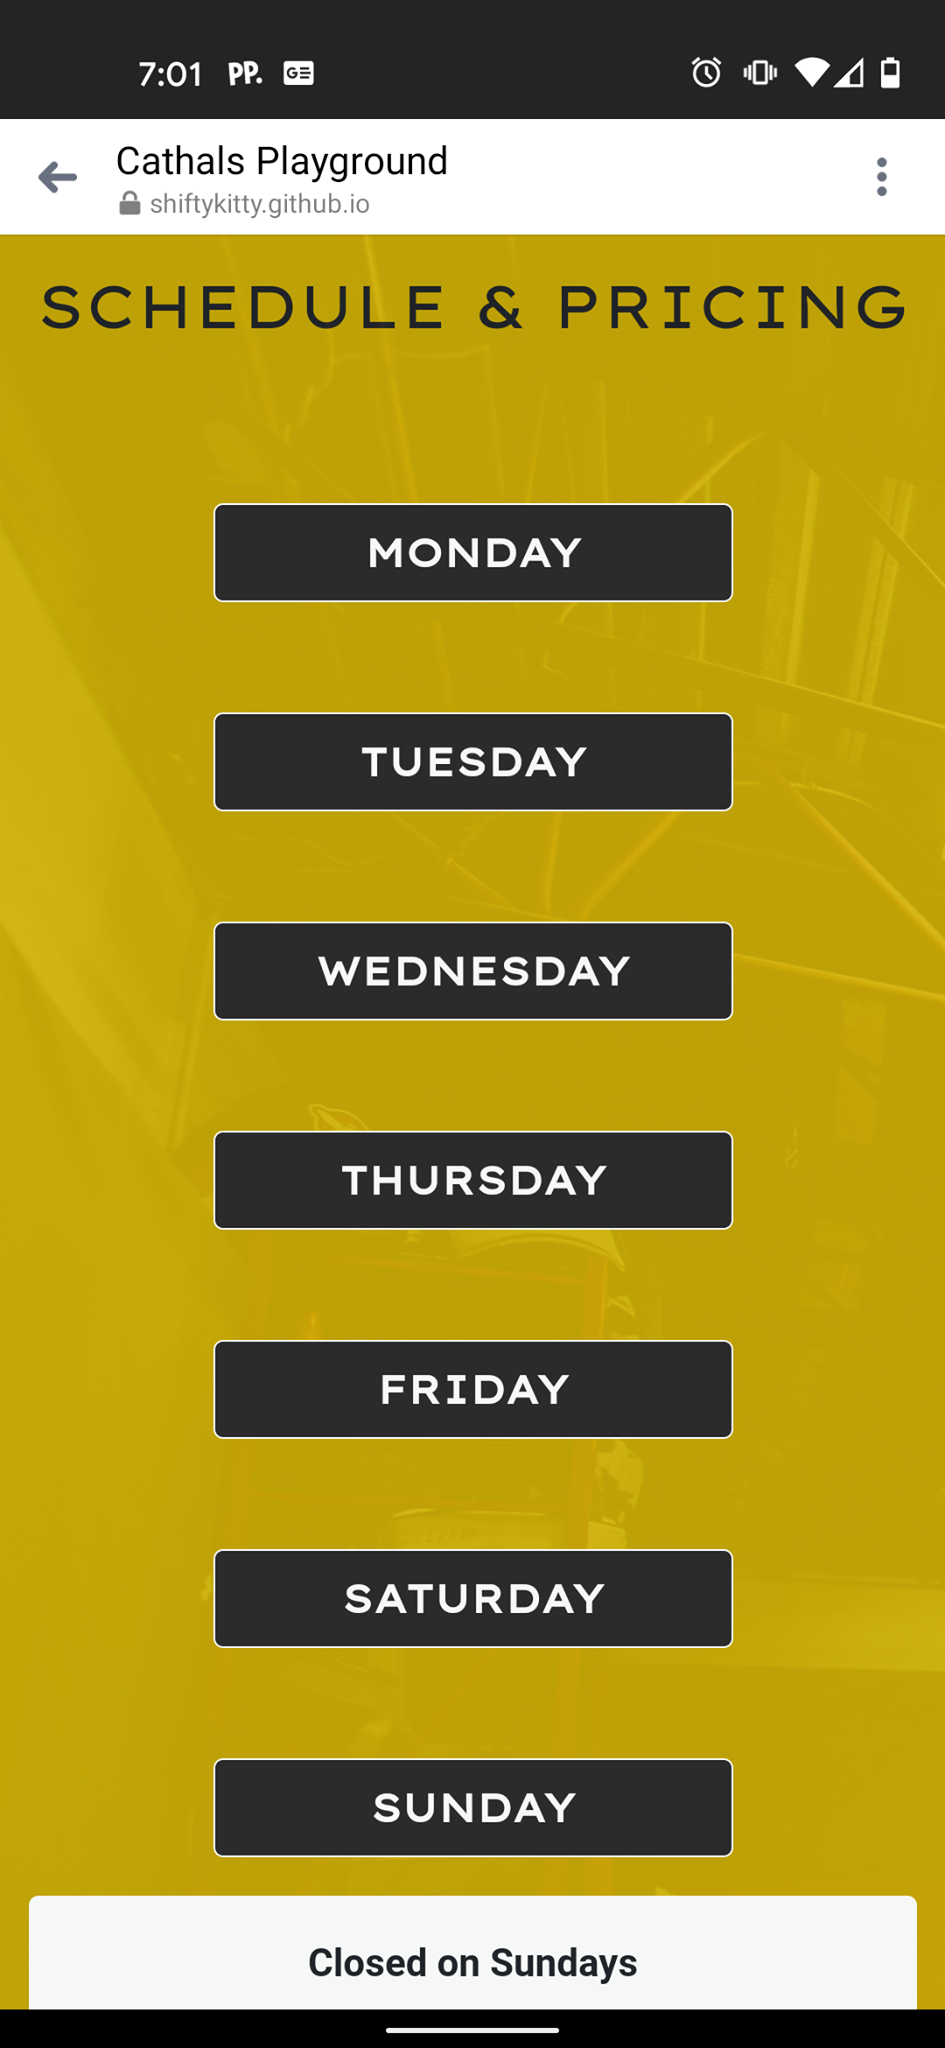 7:01 PP. GE
Cathals Playground
shiftykitty.github.io
SCHEDULE & PRICING
MONDAY
TUESDAY
WEDNESDAY
THURSDAY
FRIDAY
SATURDAY
SUNDAY
Closed on Sundays